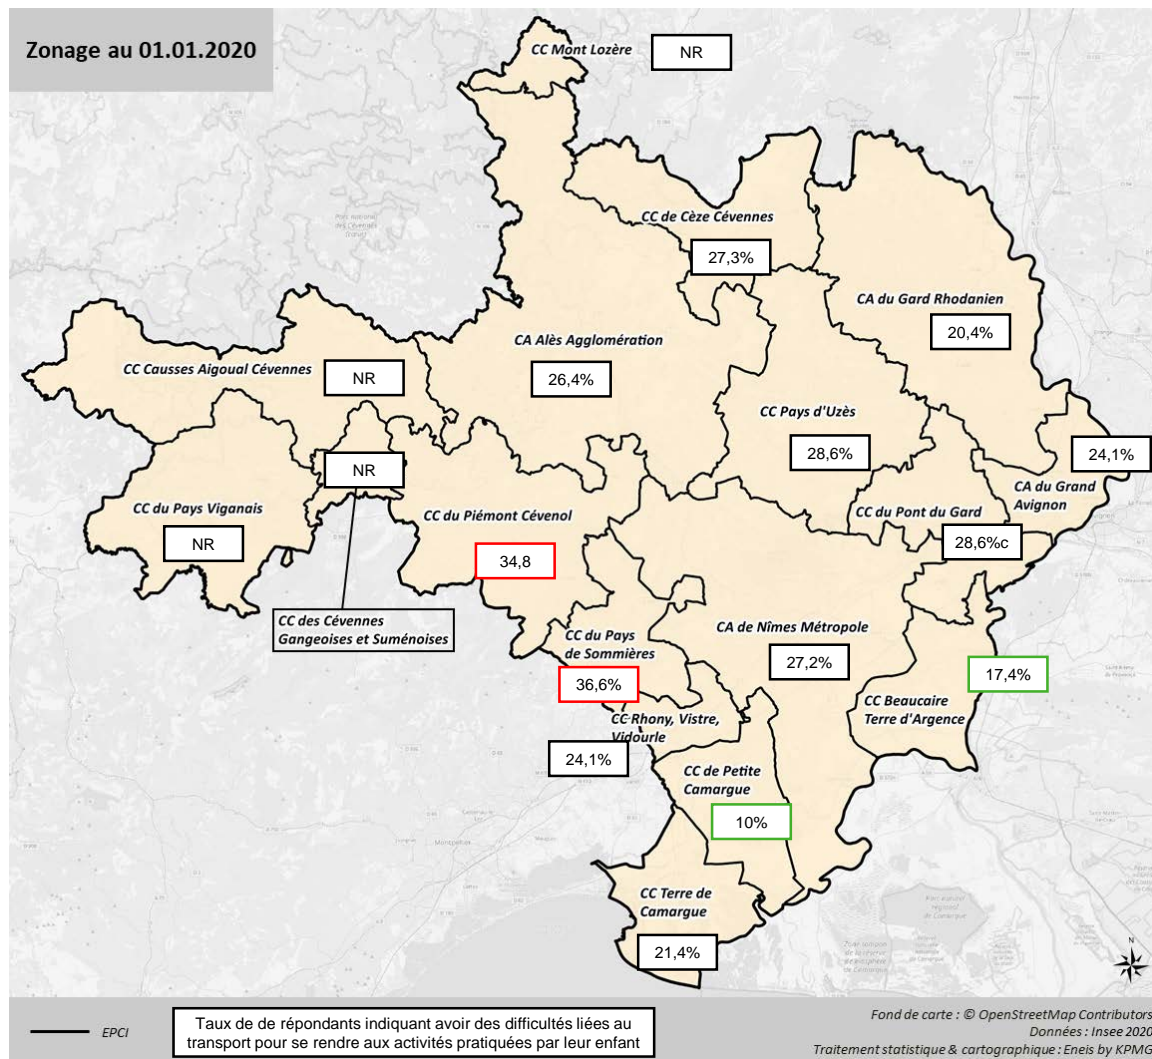 Zonage au 01.01.2020
CC Mont Lozère
NR
CC de Cèze Cévennes
27,3%
CA du Gard Rhodanien
20,4%
CA Alès Agglomération
26,4%
CC Causses Aigoual Cévennes
NR
CC Pays d'Uzès
28,6%
24,1%
CA du Grand
Avignon
NR
CC du Pays Viganais
NR
CC du Piémont Cévenol
34,8
CC du Pont du Gard
28,6%c
CC des Cévennes
Gangeoises et Suménoises
CC du Pays
de Sommières
36,6%
CA de Nîmes Métropole
27,2%
17,4%
CC Beaucaire
Terre d'Argence
CC Rhony, Vistre,
Vidourle
24,1%
CC de Petite
Camargue
10%
CC Terre de
Camargue
21,4%
N
EPCI
Taux de de répondants indiquant avoir des difficultés liées au
transport pour se rendre aux activités pratiquées par leur enfant
Fond de carte : © OpenStreetMap Contributors
Données : Insee 2020
Traitement statistique & cartographique : Eneis by KPMG